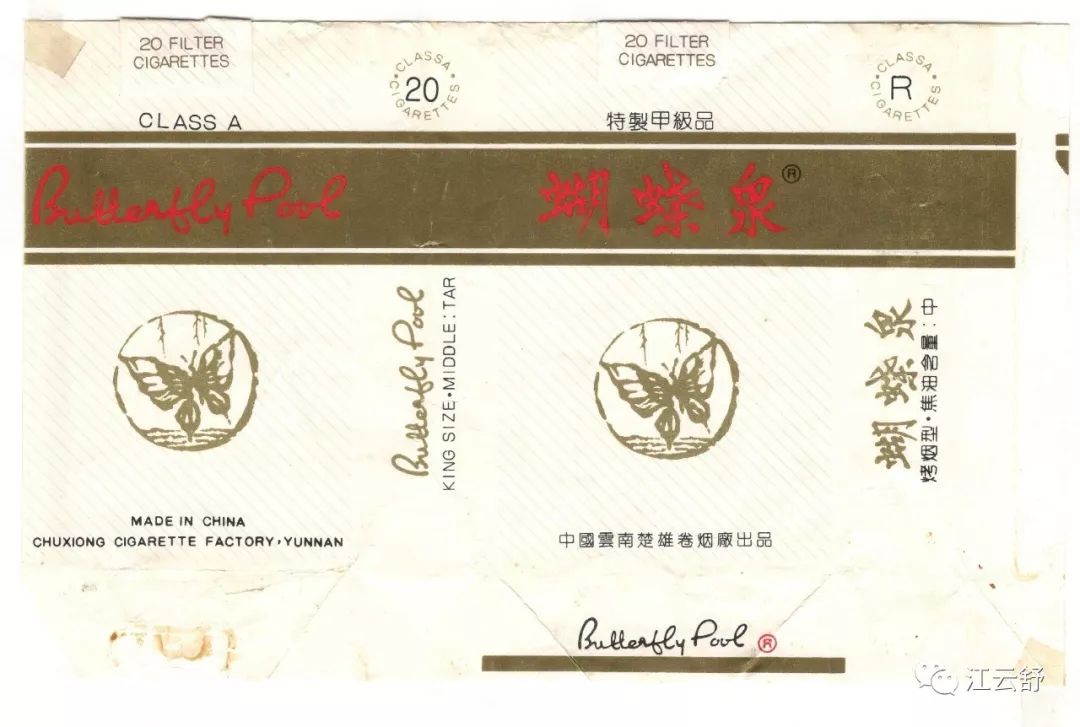 20 FILTER
CIGARETTES
CLASS A
·CLASSA·
20
CIGARETTES
20 FILTER
CIGARETTES
特製甲級品
·CLASSA·
R
CIGARETTES
Butterfly Pool
蝴蝶泉®
MADE IN CHINA
CHUXIONG CIGARETTE FACTORY,YUNNAN
Butterfly Pool
KING SIZE·MIDDLE:TAR
中國雲南楚雄卷烟廠出品
蝴蝶泉
烤烟型·焦油含量:中
Butterfly Pool ®
江云舒